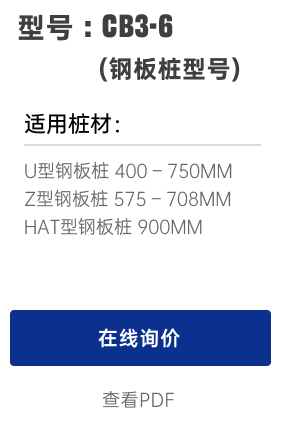 型号：CB3-6
(钢板桩型号)
适用桩材：
U型钢板桩 400 – 750MM
Z型钢板桩 575 – 708MM
HAT型钢板桩 900MM
在线询价
查看PDF